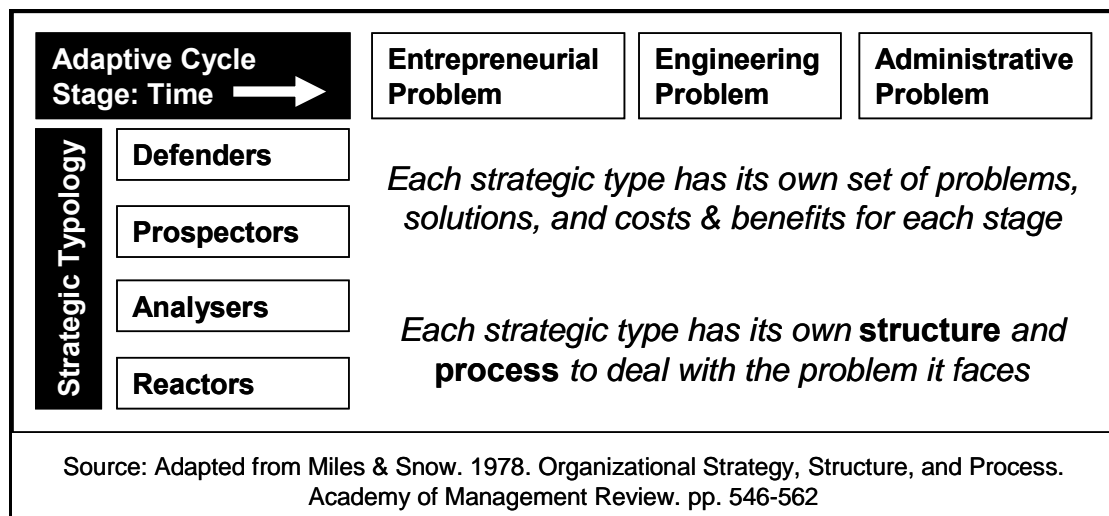 Adaptive Cycle
Stage: Time
Entrepreneurial
Problem
Engineering
Problem
Administrative
Problem
Strategic Typology
Defenders
Prospectors
Analysers
Reactors
Each strategic type has its own set of problems,
solutions, and costs & benefits for each stage
Each strategic type has its own structure and
process to deal with the problem it faces
Source: Adapted from Miles & Snow. 1978. Organizational Strategy, Structure, and Process.
Academy of Management Review. pp. 546-562